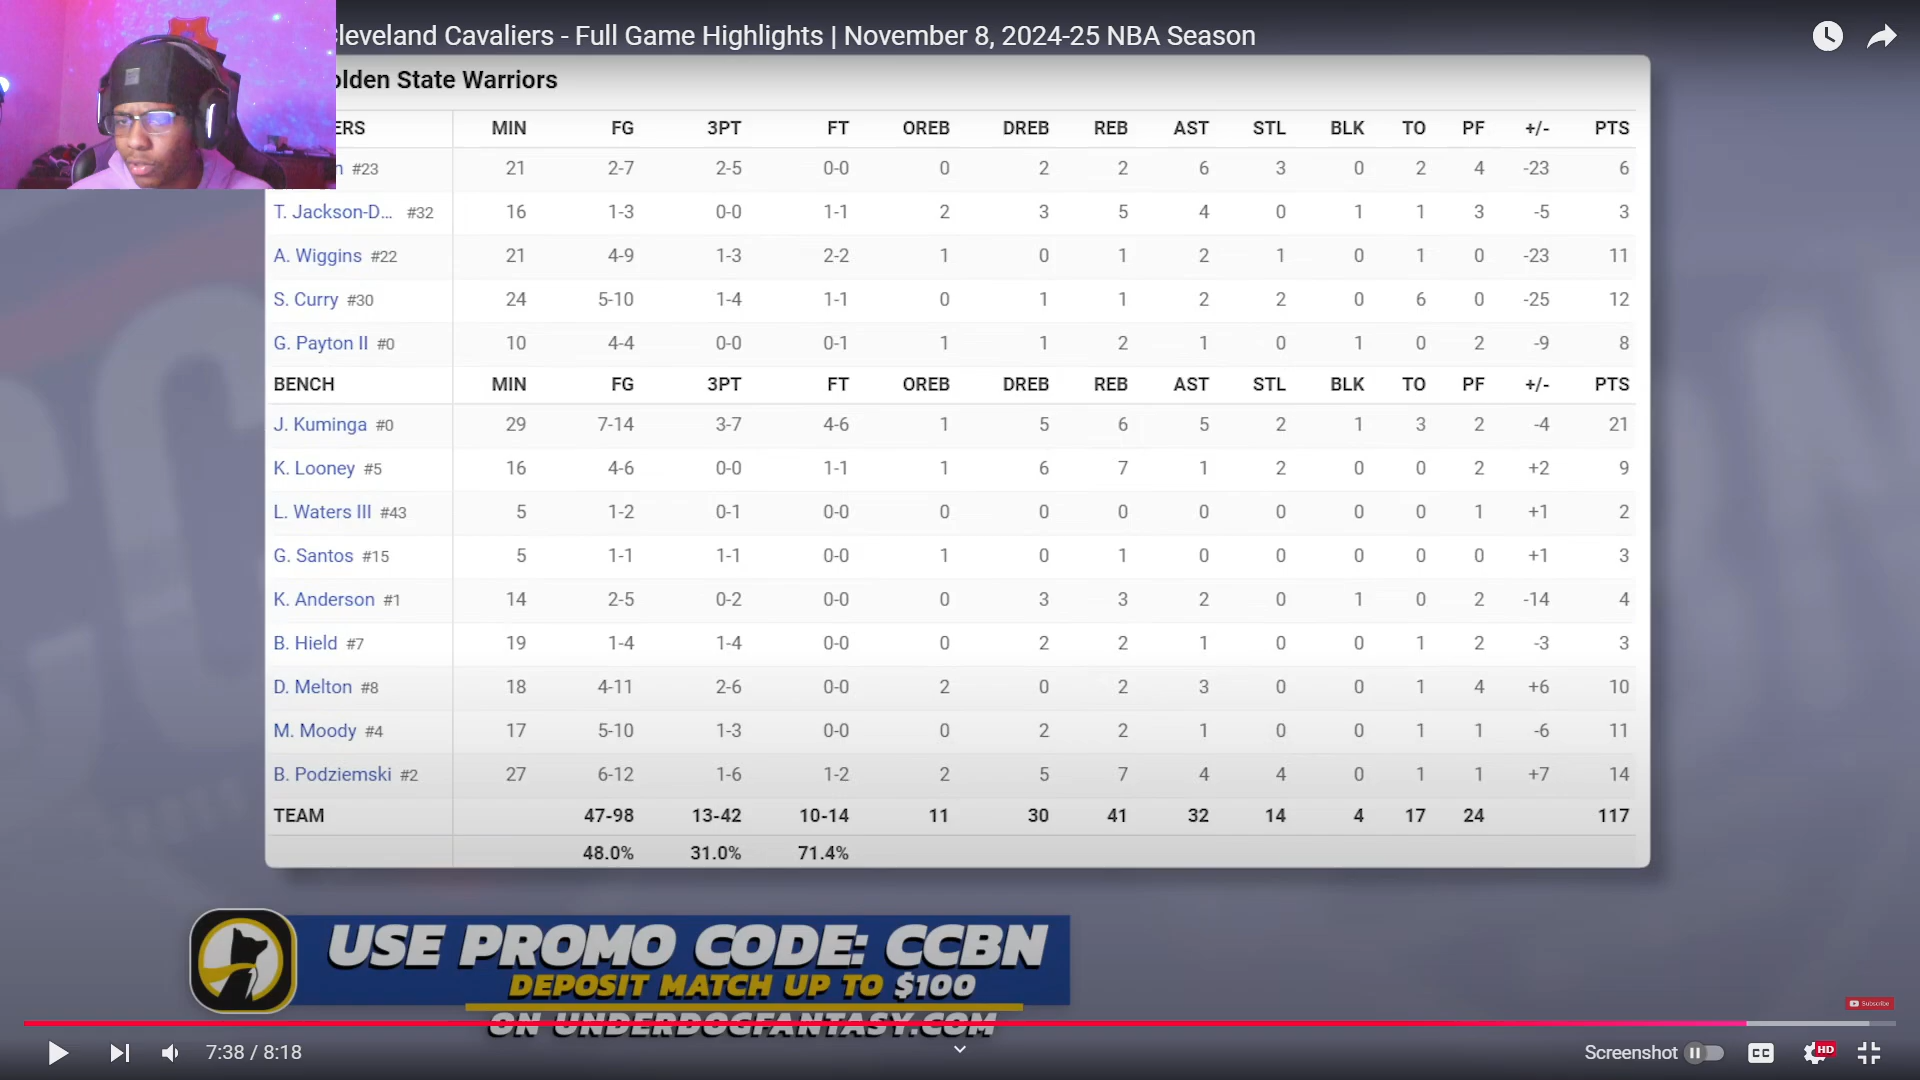 leveland Cavaliers - Full Game Highlights | November 8, 2024-25 NBA Season
olden State Warriors
ERS MIN FG 3PT FT OREB DREB REB AST STL BLK TO PF +/- PTS
n #23 21 2-7 2-5 0-0 0 2 2 6 3 0 2 4 -23 6
T. Jackson-D... #32 16 1-3 0-0 1-1 2 3 5 4 0 1 1 3 -5 3
A. Wiggins #22 21 4-9 1-3 2-2 1 0 1 2 1 0 1 0 -23 11
S. Curry #30 24 5-10 1-4 1-1 0 1 1 2 2 0 6 0 -25 12
G. Payton II #0 10 4-4 0-0 0-1 1 1 2 1 0 1 0 2 -9 8
BENCH MIN FG 3PT FT OREB DREB REB AST STL BLK TO PF +/- PTS
J. Kuminga #0 29 7-14 3-7 4-6 1 5 6 5 2 1 3 2 -4 21
K. Looney #5 16 4-6 0-0 1-1 1 6 7 1 2 0 0 2 +2 9
L. Waters III #43 5 1-2 0-1 0-0 0 0 0 0 0 0 0 1 +1 2
G. Santos #15 5 1-1 1-1 0-0 1 0 1 0 0 0 0 0 +1 3
K. Anderson #1 14 2-5 0-2 0-0 0 3 3 2 0 1 0 2 -14 4
B. Hield #7 19 1-4 1-4 0-0 0 2 2 1 0 0 1 2 -3 3
D. Melton #8 18 4-11 2-6 0-0 2 0 2 3 0 0 1 4 +6 10
M. Moody #4 17 5-10 1-3 0-0 0 2 2 1 0 0 1 1 -6 11
B. Podziemski #2 27 6-12 1-6 1-2 2 5 7 4 4 0 1 1 +7 14
TEAM 47-98 13-42 10-14 11 30 41 32 14 4 17 24 117
48.0% 31.0% 71.4%
USE PROMO CODE: CCBN
DEPOSIT MATCH UP TO $100
ON UNDERDOGFANTASY.COM
Subscribe
7:38 / 8:18
Screenshot
CC
HD